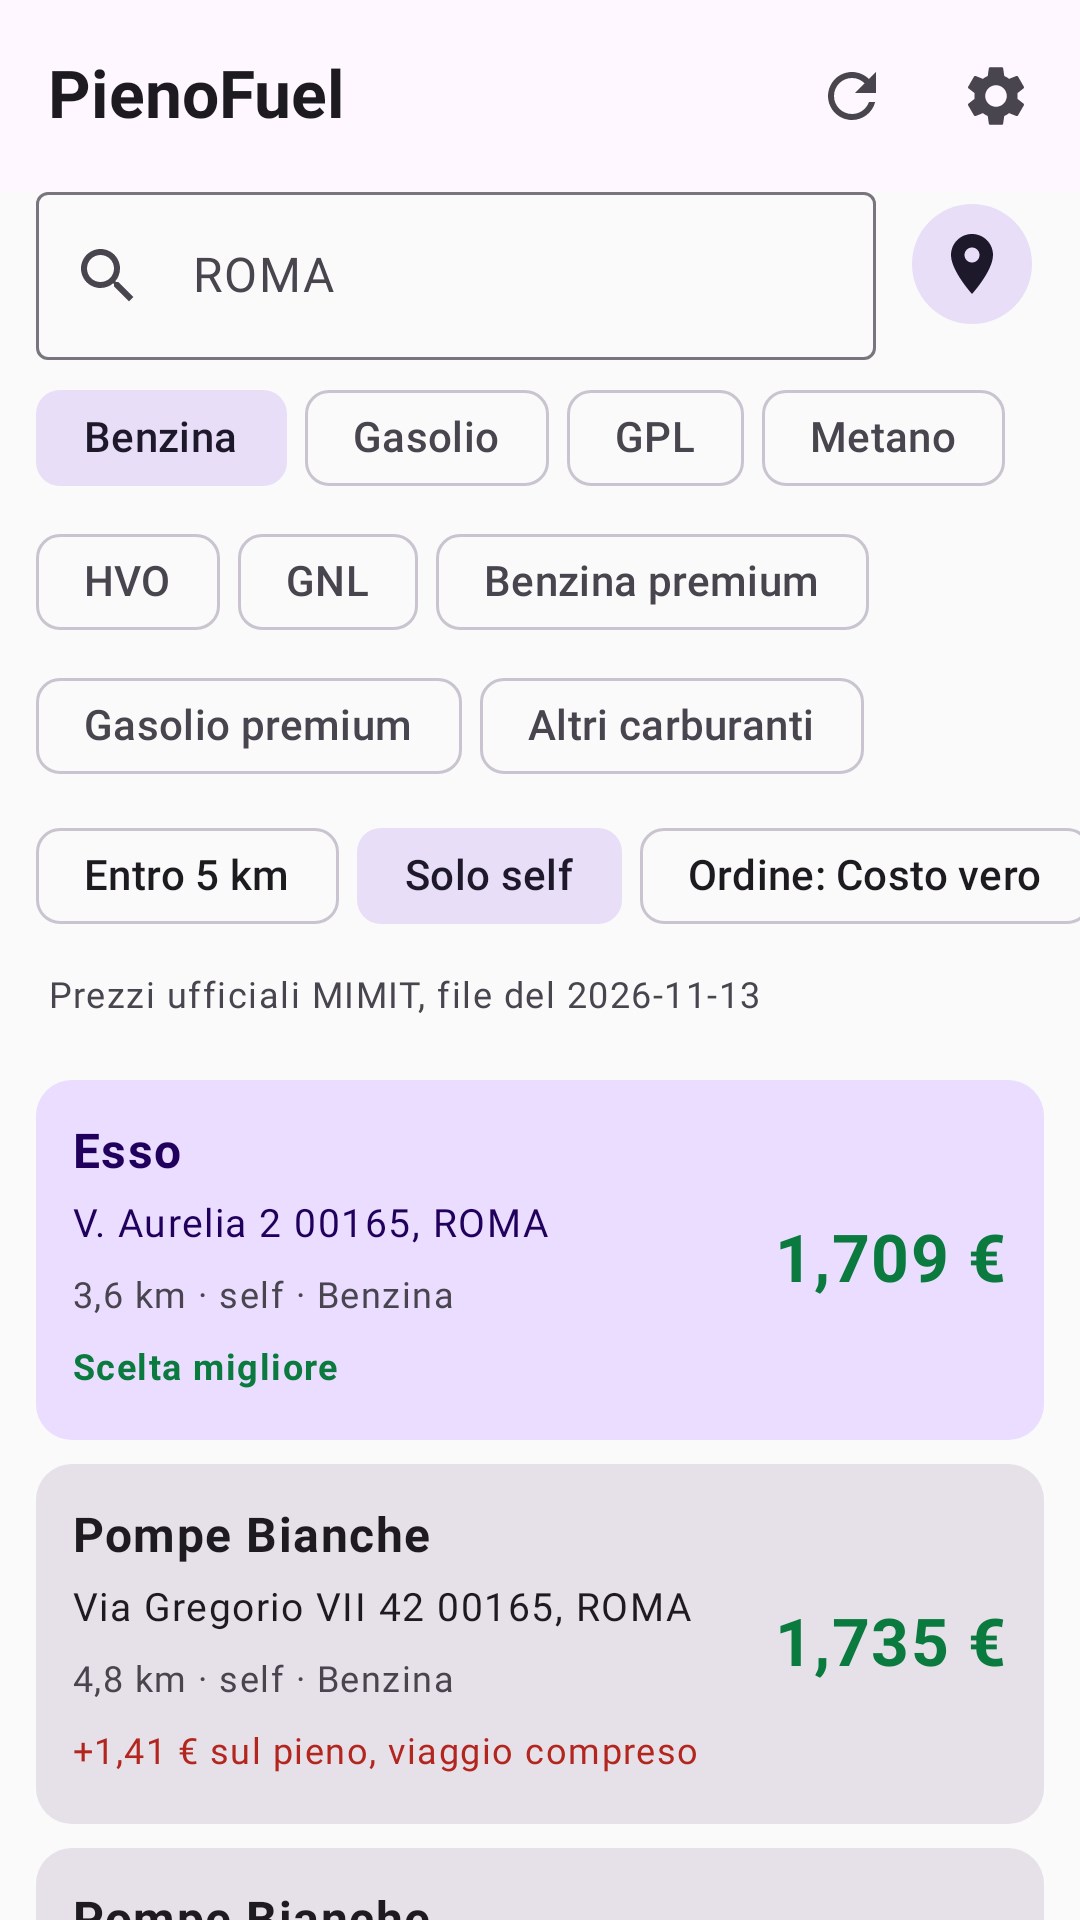 PienoFuel
ROMA
Benzina Gasolio GPL Metano
HVO GNL Benzina premium
Gasolio premium Altri carburanti
Entro 5 km Solo self Ordine: Costo vero
Prezzi ufficiali MIMIT, file del 2026-11-13
Esso
V. Aurelia 2 00165, ROMA
1,709 €
3,6 km · self · Benzina
Scelta migliore
Pompe Bianche
Via Gregorio VII 42 00165, ROMA
1,735 €
4,8 km · self · Benzina
+1,41 € sul pieno, viaggio compreso
Pompe Bianche